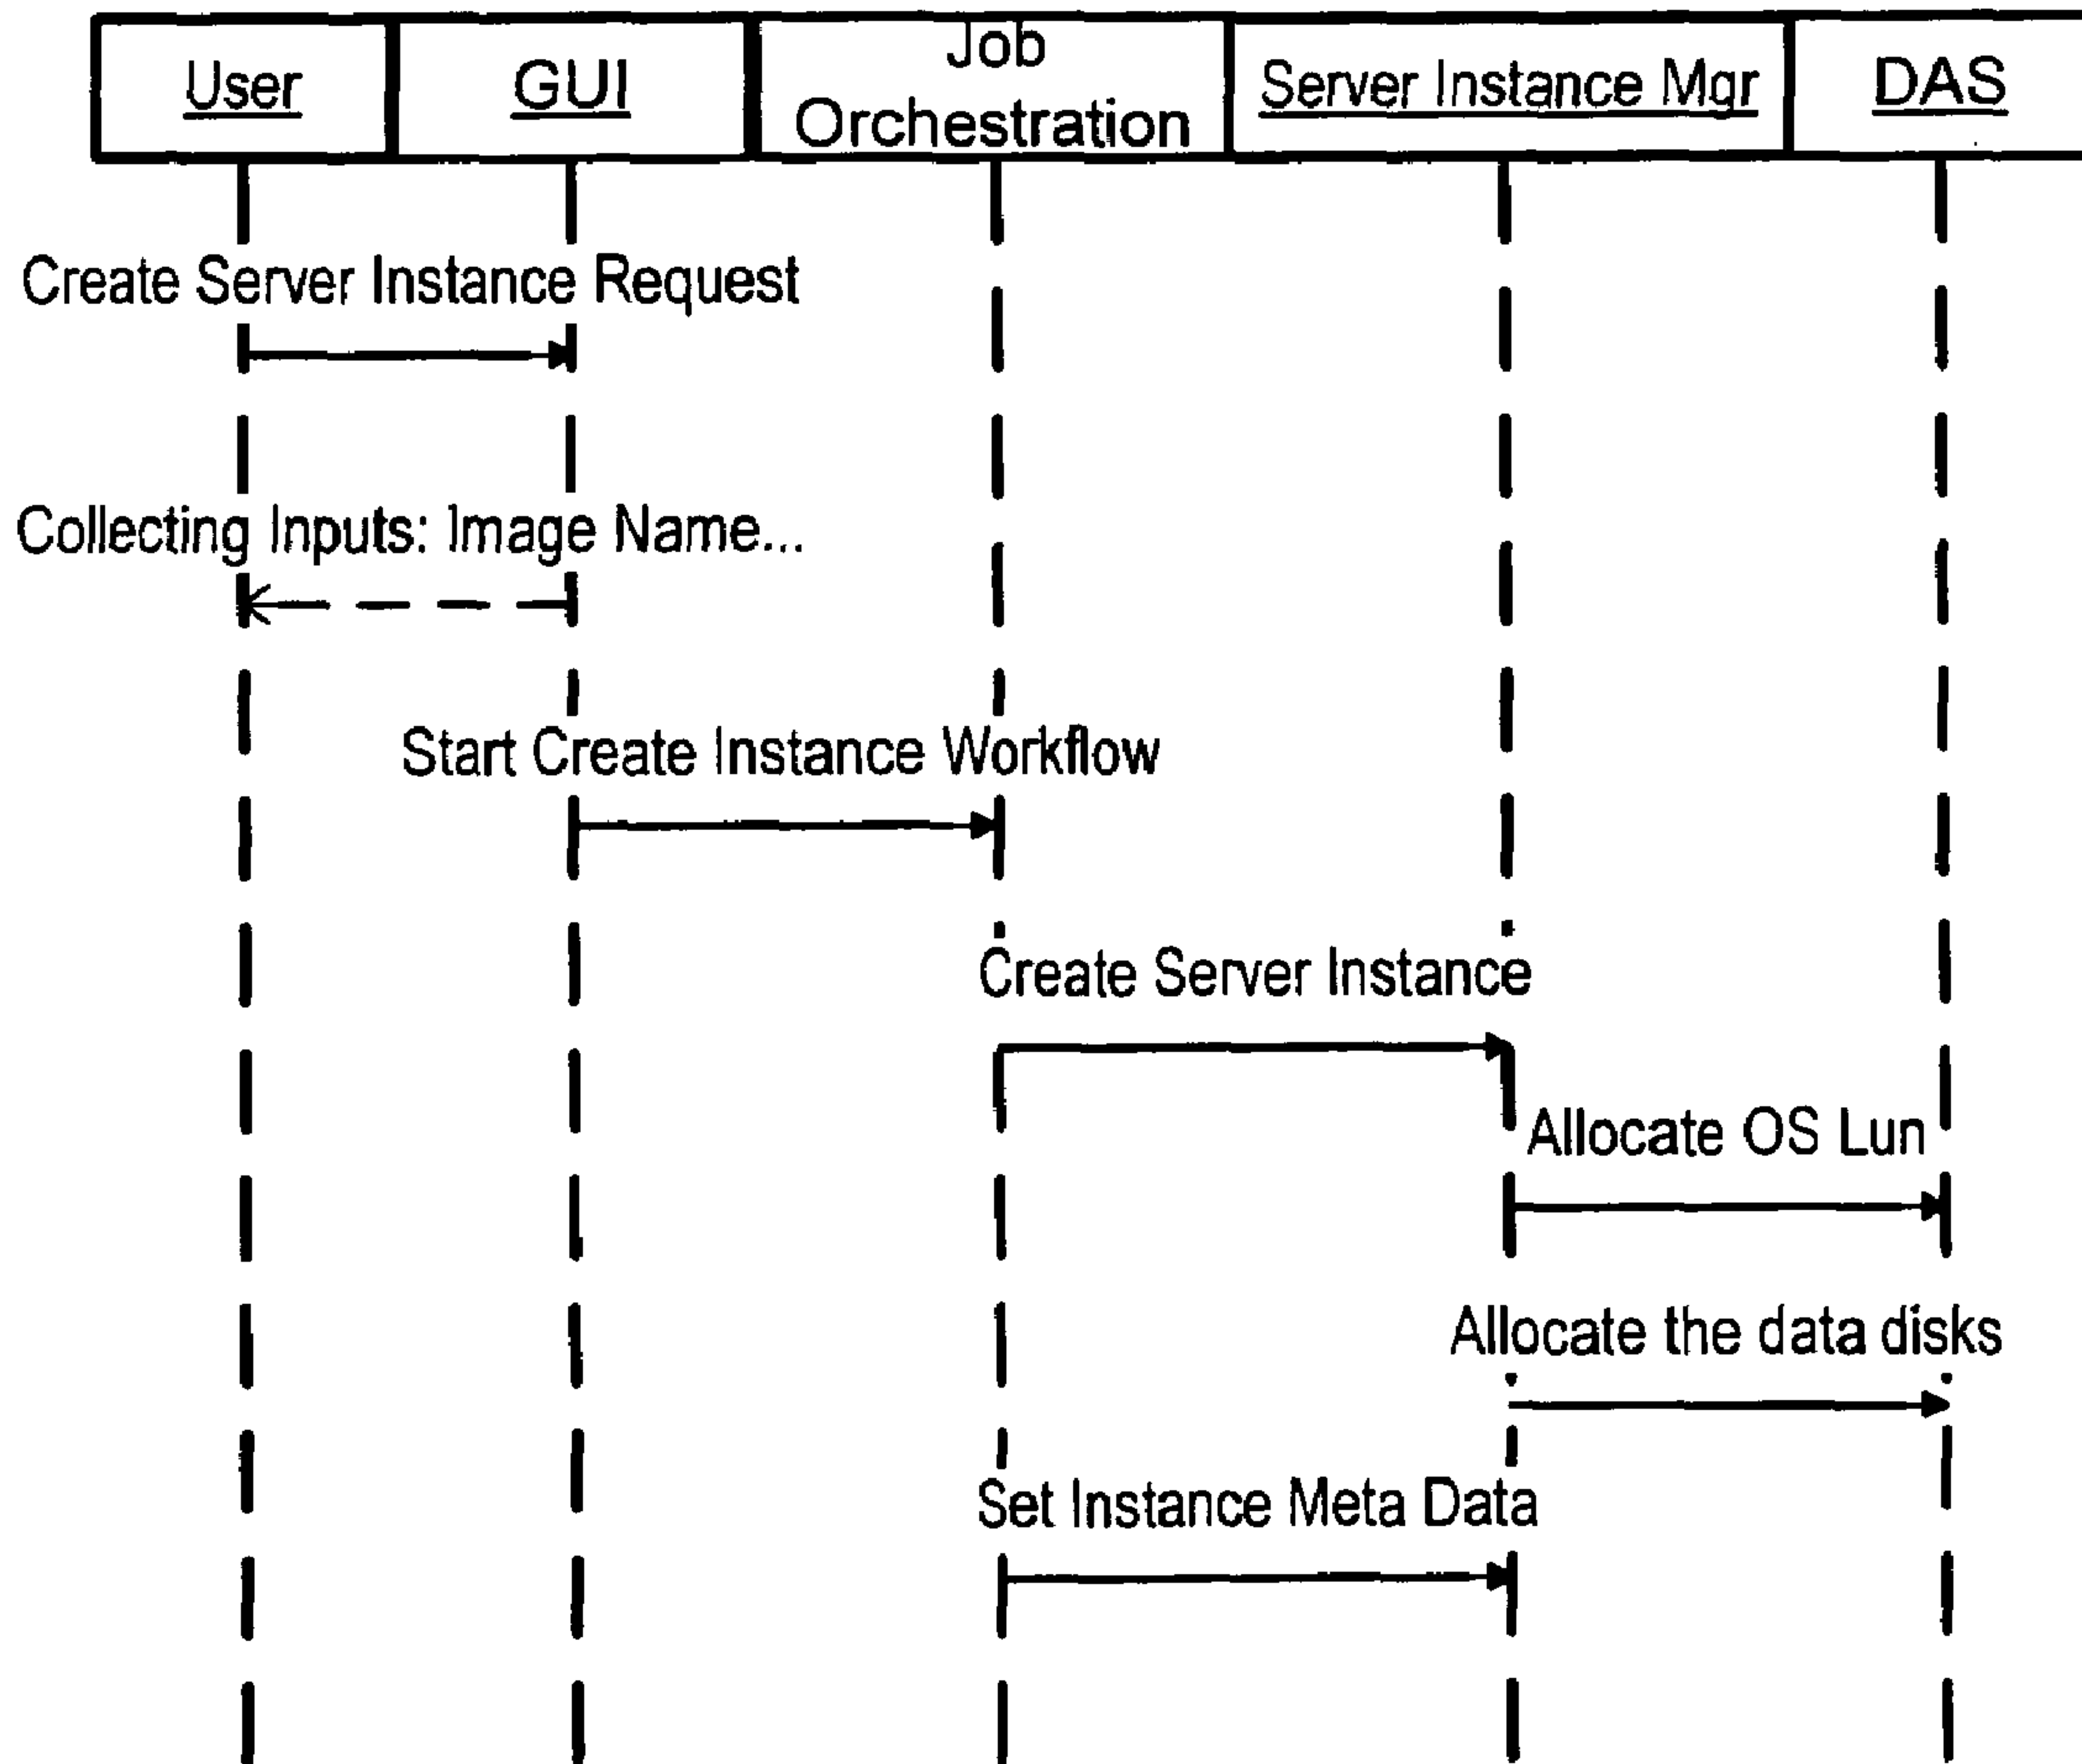 User
GUI
Job
Orchestration
Server Instance Mgr
DAS
Create Server Instance Request
Collecting Inputs: Image Name...
Start Create Instance Workflow
Create Server Instance
Allocate OS Lun
Allocate the data disks
Set Instance Meta Data